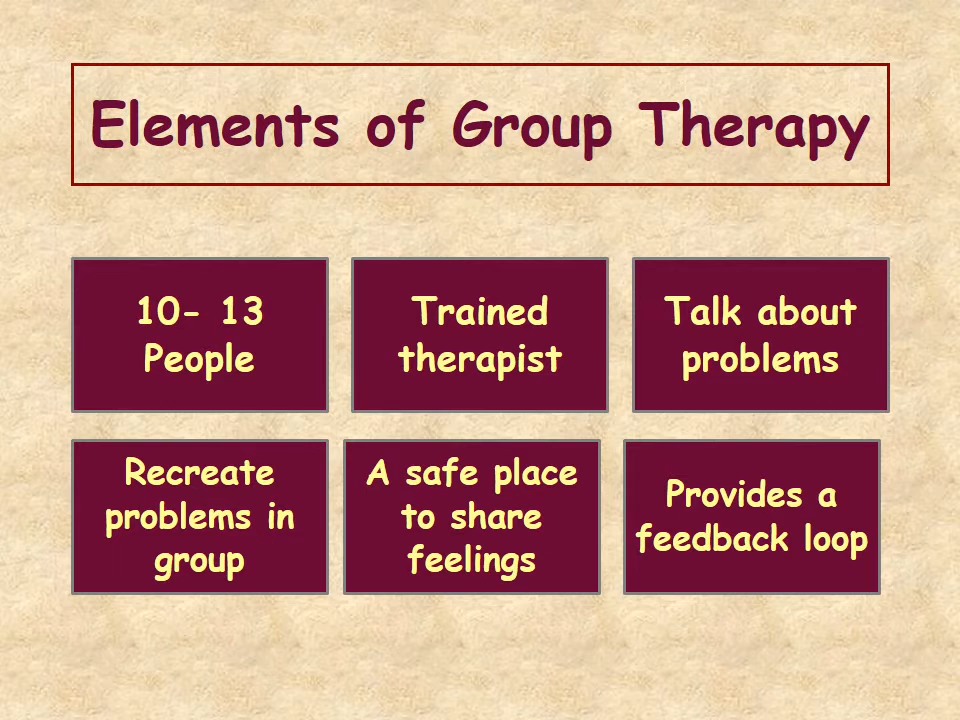 Elements of Group Therapy
10- 13
People
Trained
therapist
Talk about
problems
Recreate
problems in
group
A safe place
to share
feelings
Provides a
feedback loop